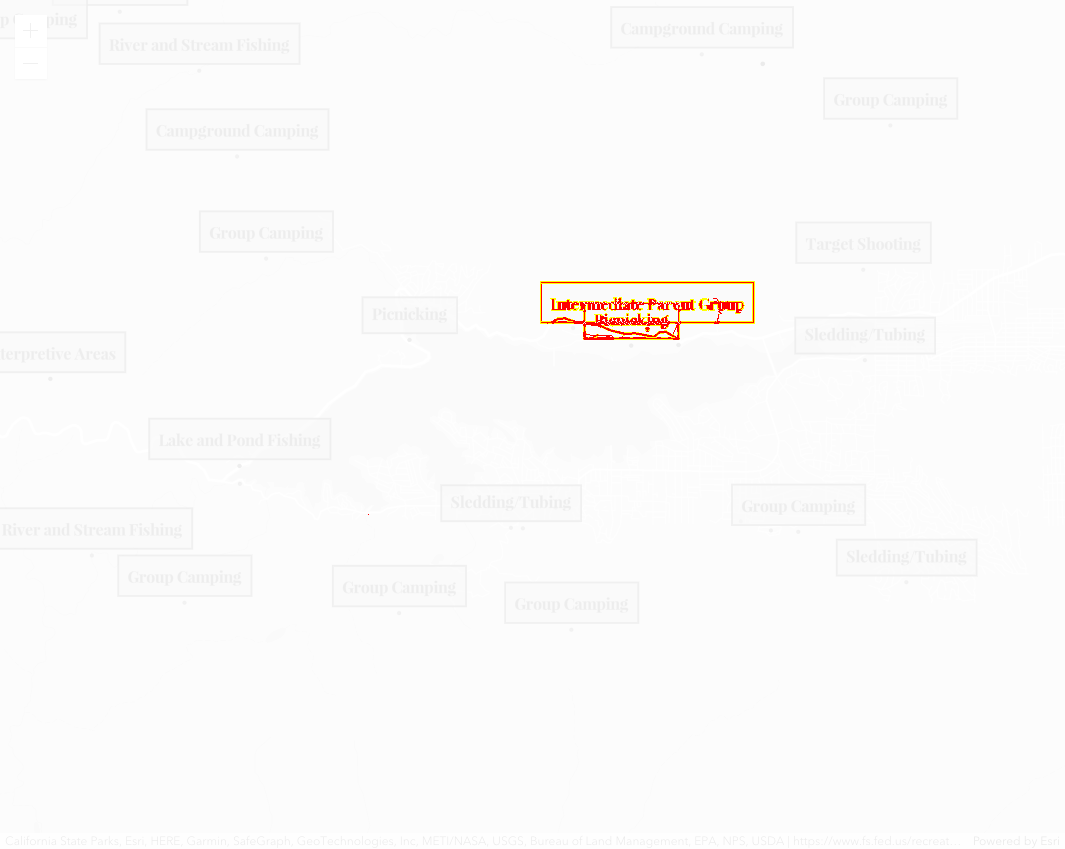 River and Stream Fishing
Campground Camping
Group Camping
Campground Camping
Group Camping
Target Shooting
Intermediate Parent Group
Picnicking
Picnicking
Sledding/Tubing
terpretive Areas
Lake and Pond Fishing
Sledding/Tubing
Group Camping
River and Stream Fishing
Sledding/Tubing
Group Camping
Group Camping
Group Camping
California State Parks, Esri, HERE, Garmin, SafeGraph, GeoTechnologies, Inc, METI/NASA, USGS, Bureau of Land Management, EPA, NPS, USDA | https://www.fs.fed.us/recreat... Powered by Esri